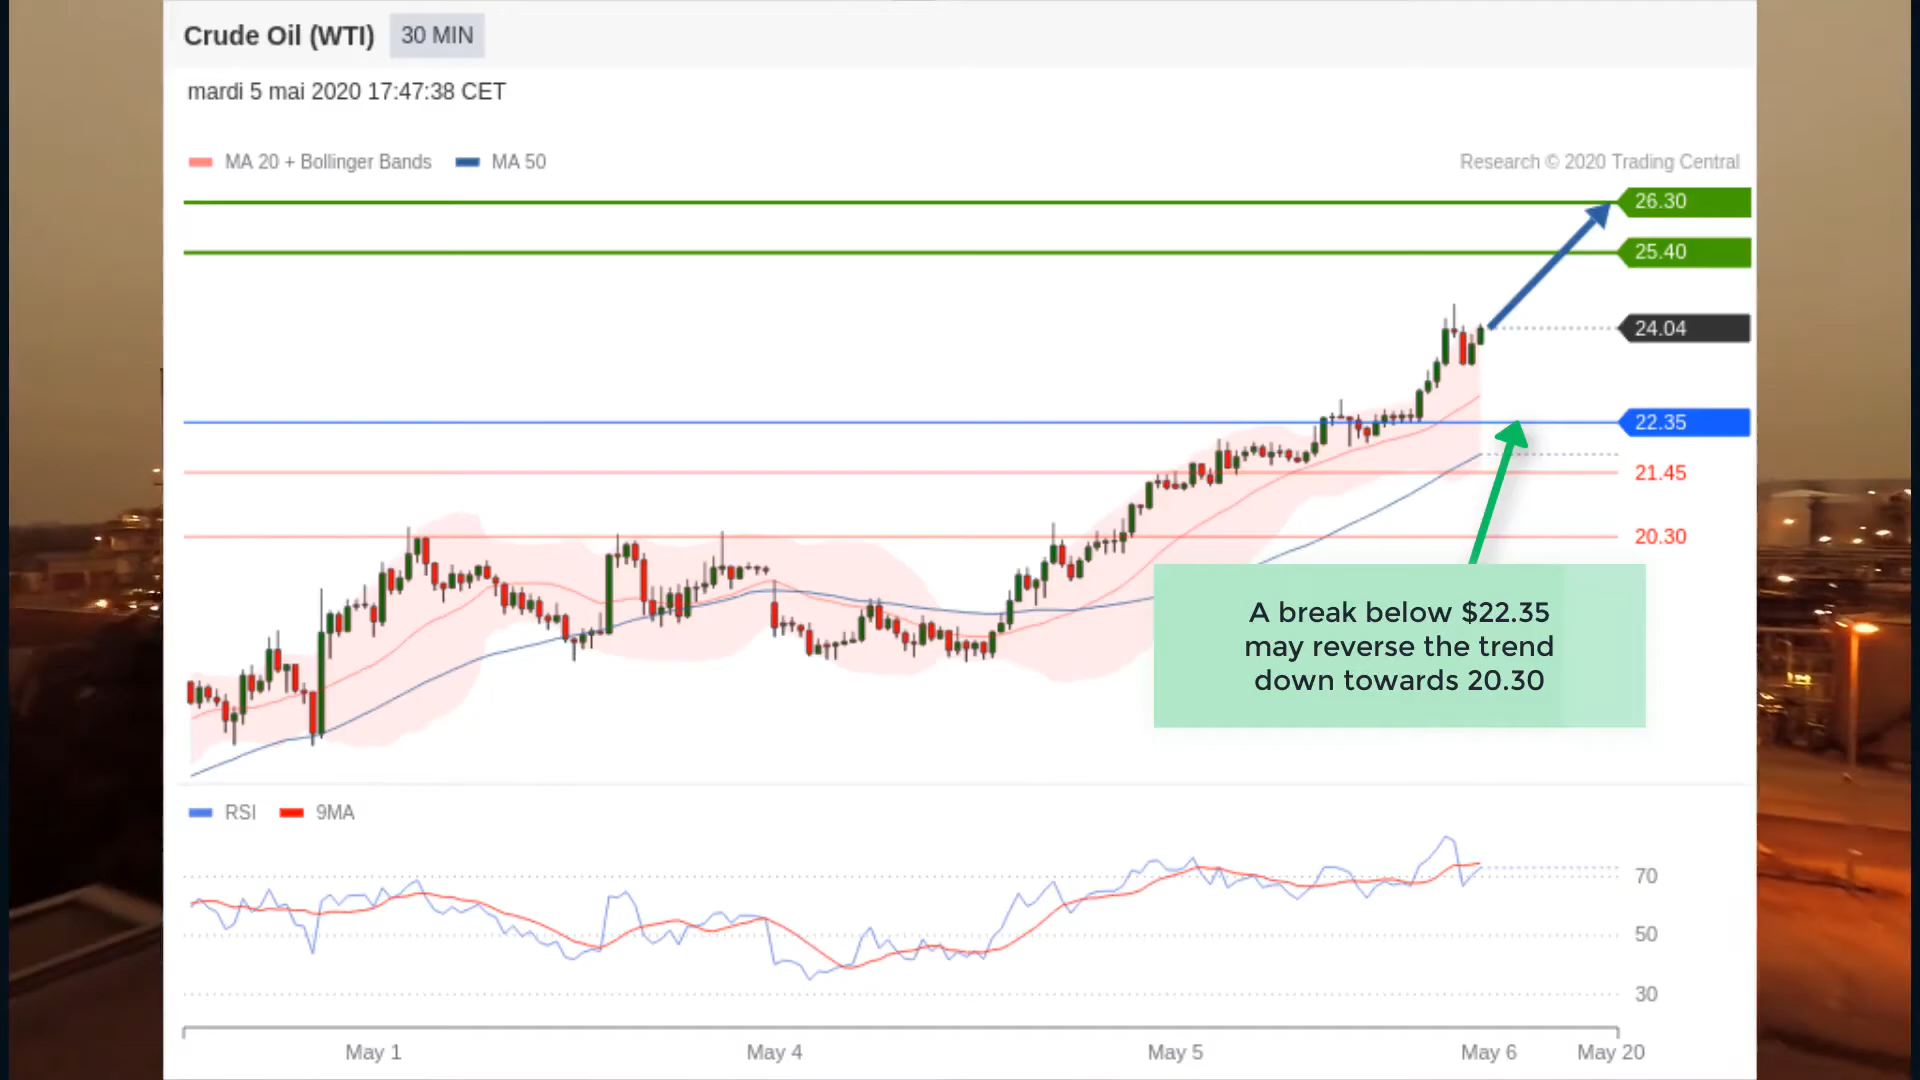 Crude Oil (WTI) 30 MIN
mardi 5 mai 2020 17:47:38 CET
MA 20 + Bollinger Bands MA 50
Research © 2020 Trading Central
26.30
25.40
24.04
22.35
21.45
20.30
A break below $22.35
may reverse the trend
down towards 20.30
RSI 9MA
70
50
30
May 1 May 4 May 5 May 6 May 20